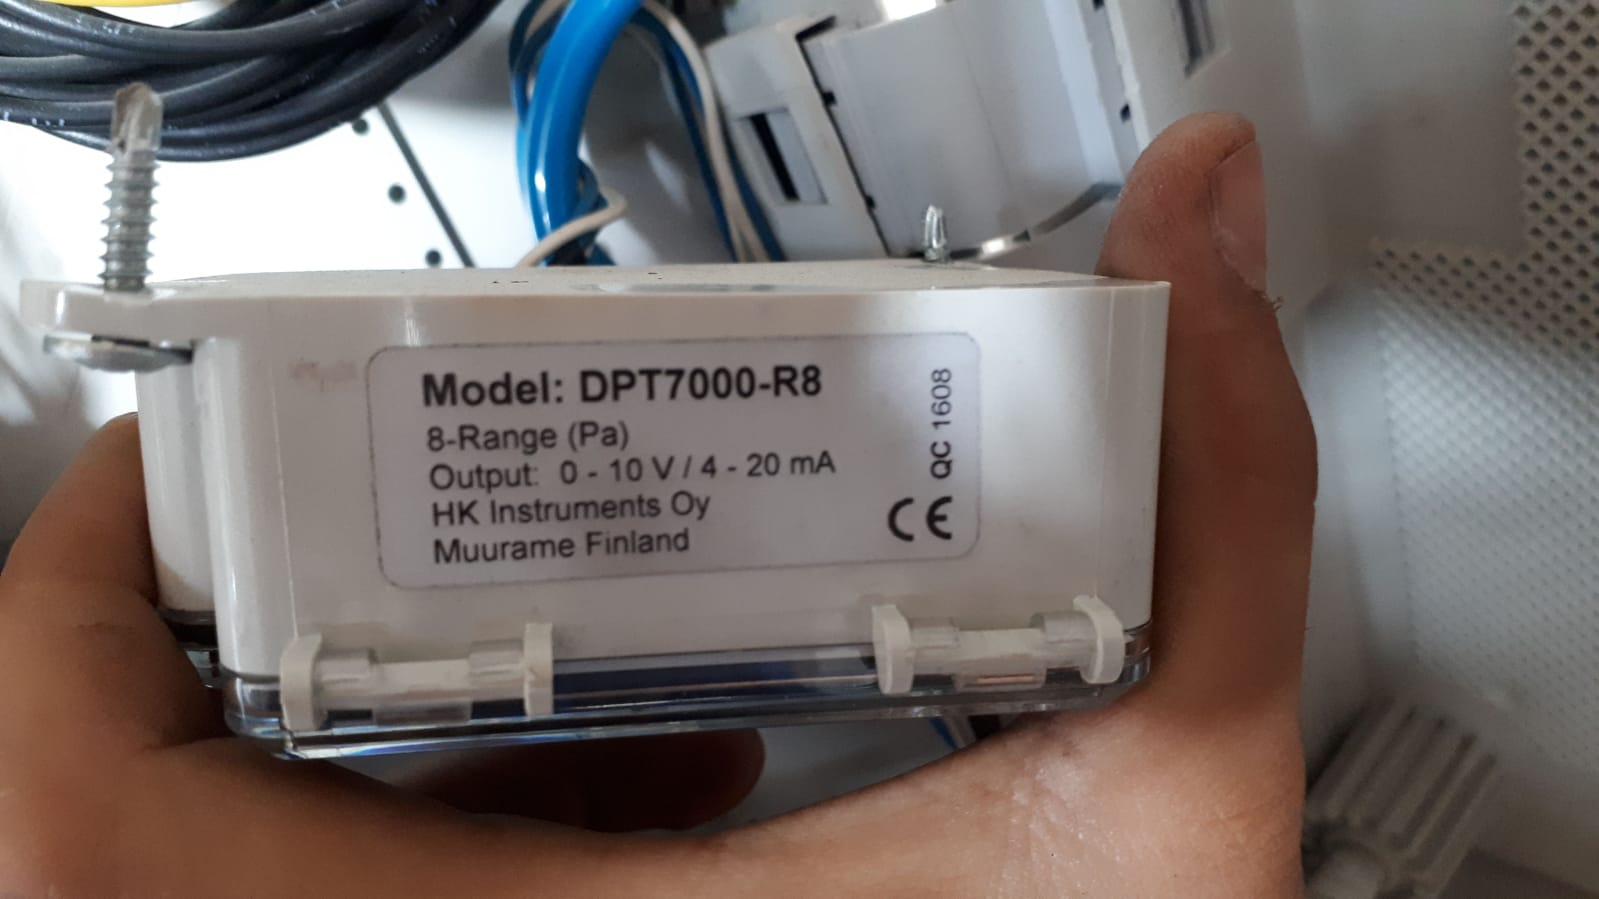 Model: DPT7000-R8
8-Range (Pa)
Output: 0 - 10 V / 4 - 20 mA
HK Instruments Oy
Muurame Finland
QC 1608
CE